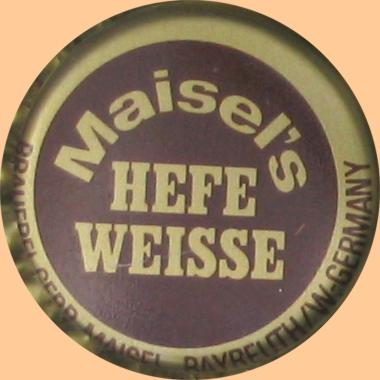 Maisel's
HEFE
WEISSE
BRAUEREI GEBR. MAISEL BAYREUTH/W-GERMANY